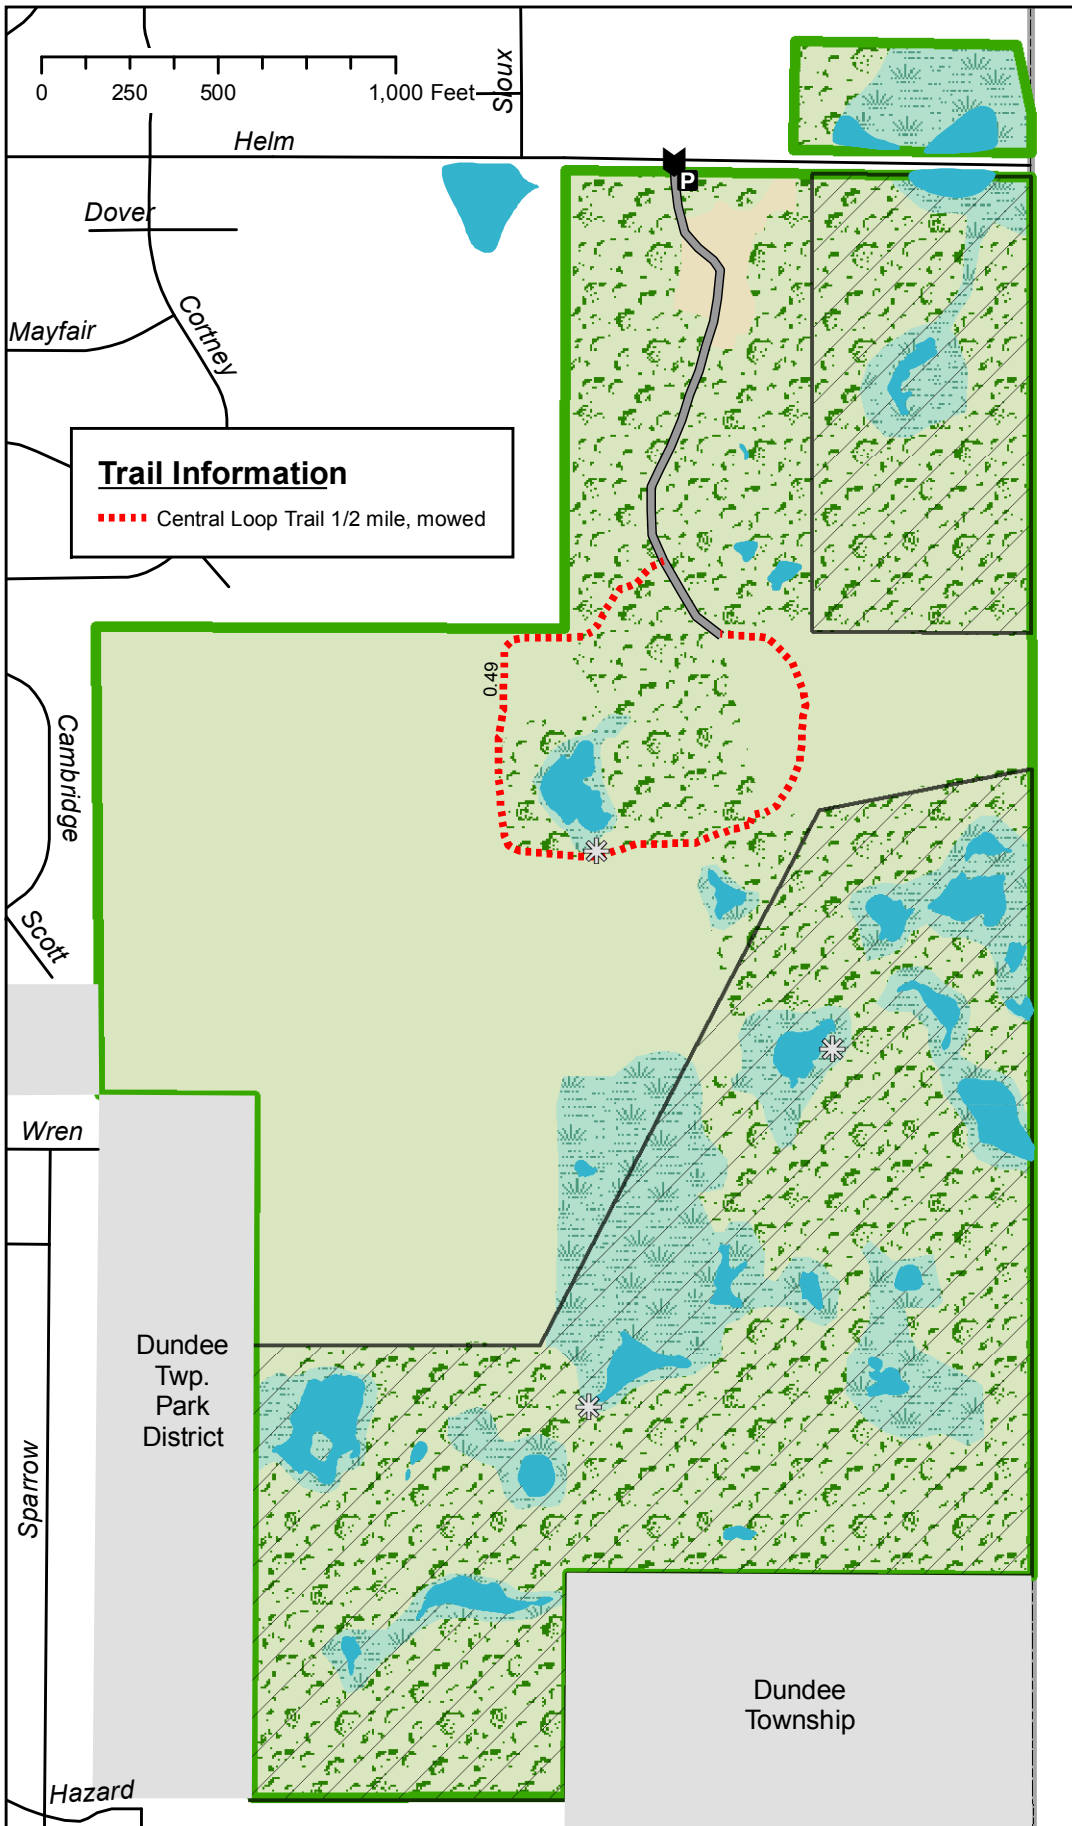 Sioux
0 250 500 1,000 Feet
Helm
P
Dover
Cortney
Mayfair
Trail Information
Central Loop Trail 1/2 mile, mowed
0.49
Cambridge
Scott
Wren
Dundee
Twp.
Park
District
Sparrow
Dundee
Township
Hazard